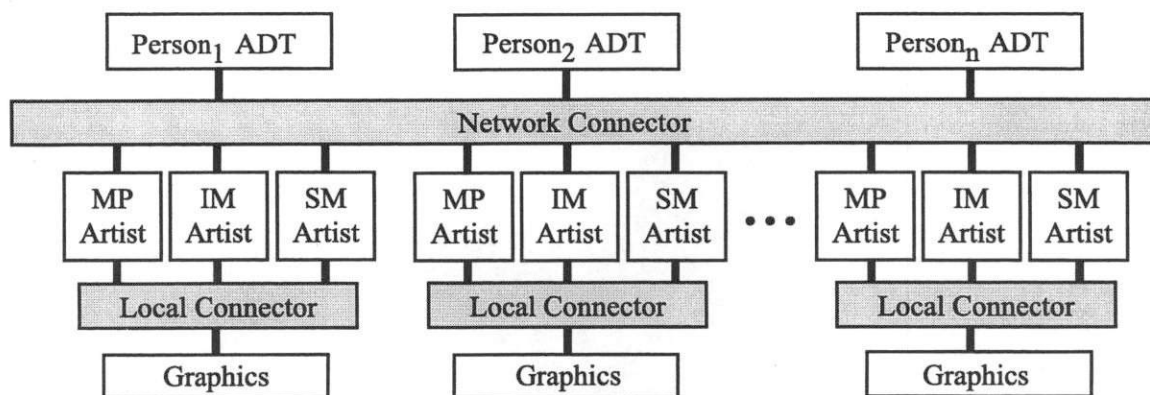 Person1 ADT
Person2 ADT
Personn ADT
Network Connector
MP Artist
IM Artist
SM Artist
MP Artist
IM Artist
SM Artist
...
MP Artist
IM Artist
SM Artist
Local Connector
Local Connector
Local Connector
Graphics
Graphics
Graphics